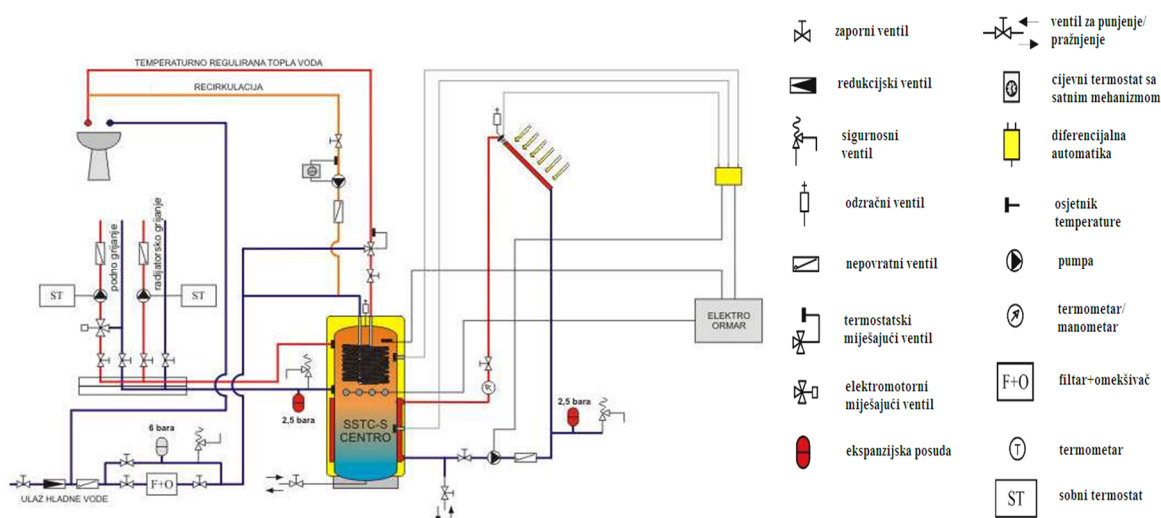 TEMPERATURNO REGULIRANA TOPLA VODA
RECIRKULACIJA
podno grijanje
radijatorsko grijanje
ST
ST
ELEKTRO
ORMAR
2,5 bara
SSTC-S
CENTRO
2,5 bara
6 bara
F+O
ULAZ HLADNE VODE
zaporni ventil
redukcijski ventil
sigurnosni
ventil
odzračni ventil
nepovratni ventil
termostatski
miješajući ventil
elektromotorni
miješajući ventil
ekspanzijska posuda
ventil za punjenje/
pražnjenje
cijevni termostat sa
satnim mehanizmom
diferencijalna
automatika
osjetnik
temperature
pumpa
termometar/
manometar
F+O
filtar+omekšivač
T
termometar
ST
sobni termostat